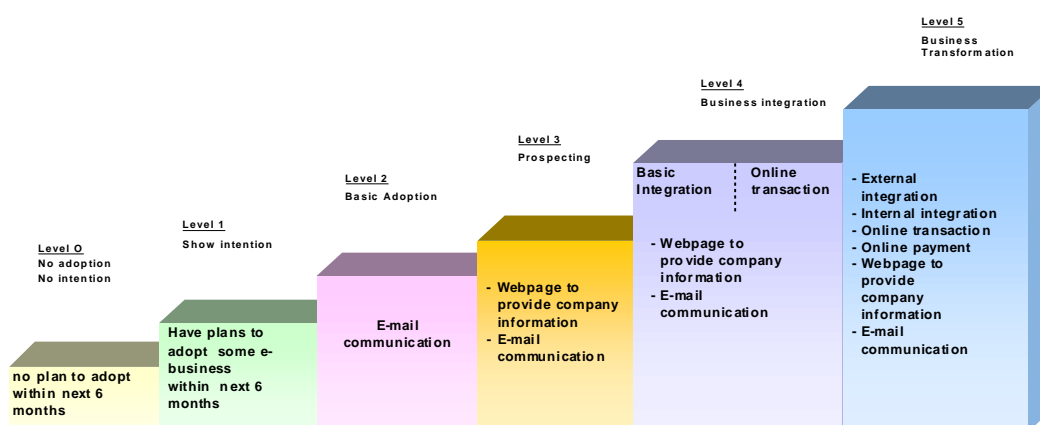 Level O
No adoption
No intention
no plan to adopt
within next 6
months
Level 1
Show intention
Have plans to
adopt some e-
business
within next 6
months
Level 2
Basic Adoption
E-mail
communication
Level 3
Prospecting
- Webpage to
provide company
information
- E-mail
communication
Level 4
Business integration
Basic
Integration
Online
transaction
- Webpage to
provide company
information
- E-mail
communication
Level 5
Business
Transformation
- External
integration
- Internal integration
- Online transaction
- Online payment
- Webpage to
provide
company
information
- E-mail
communication